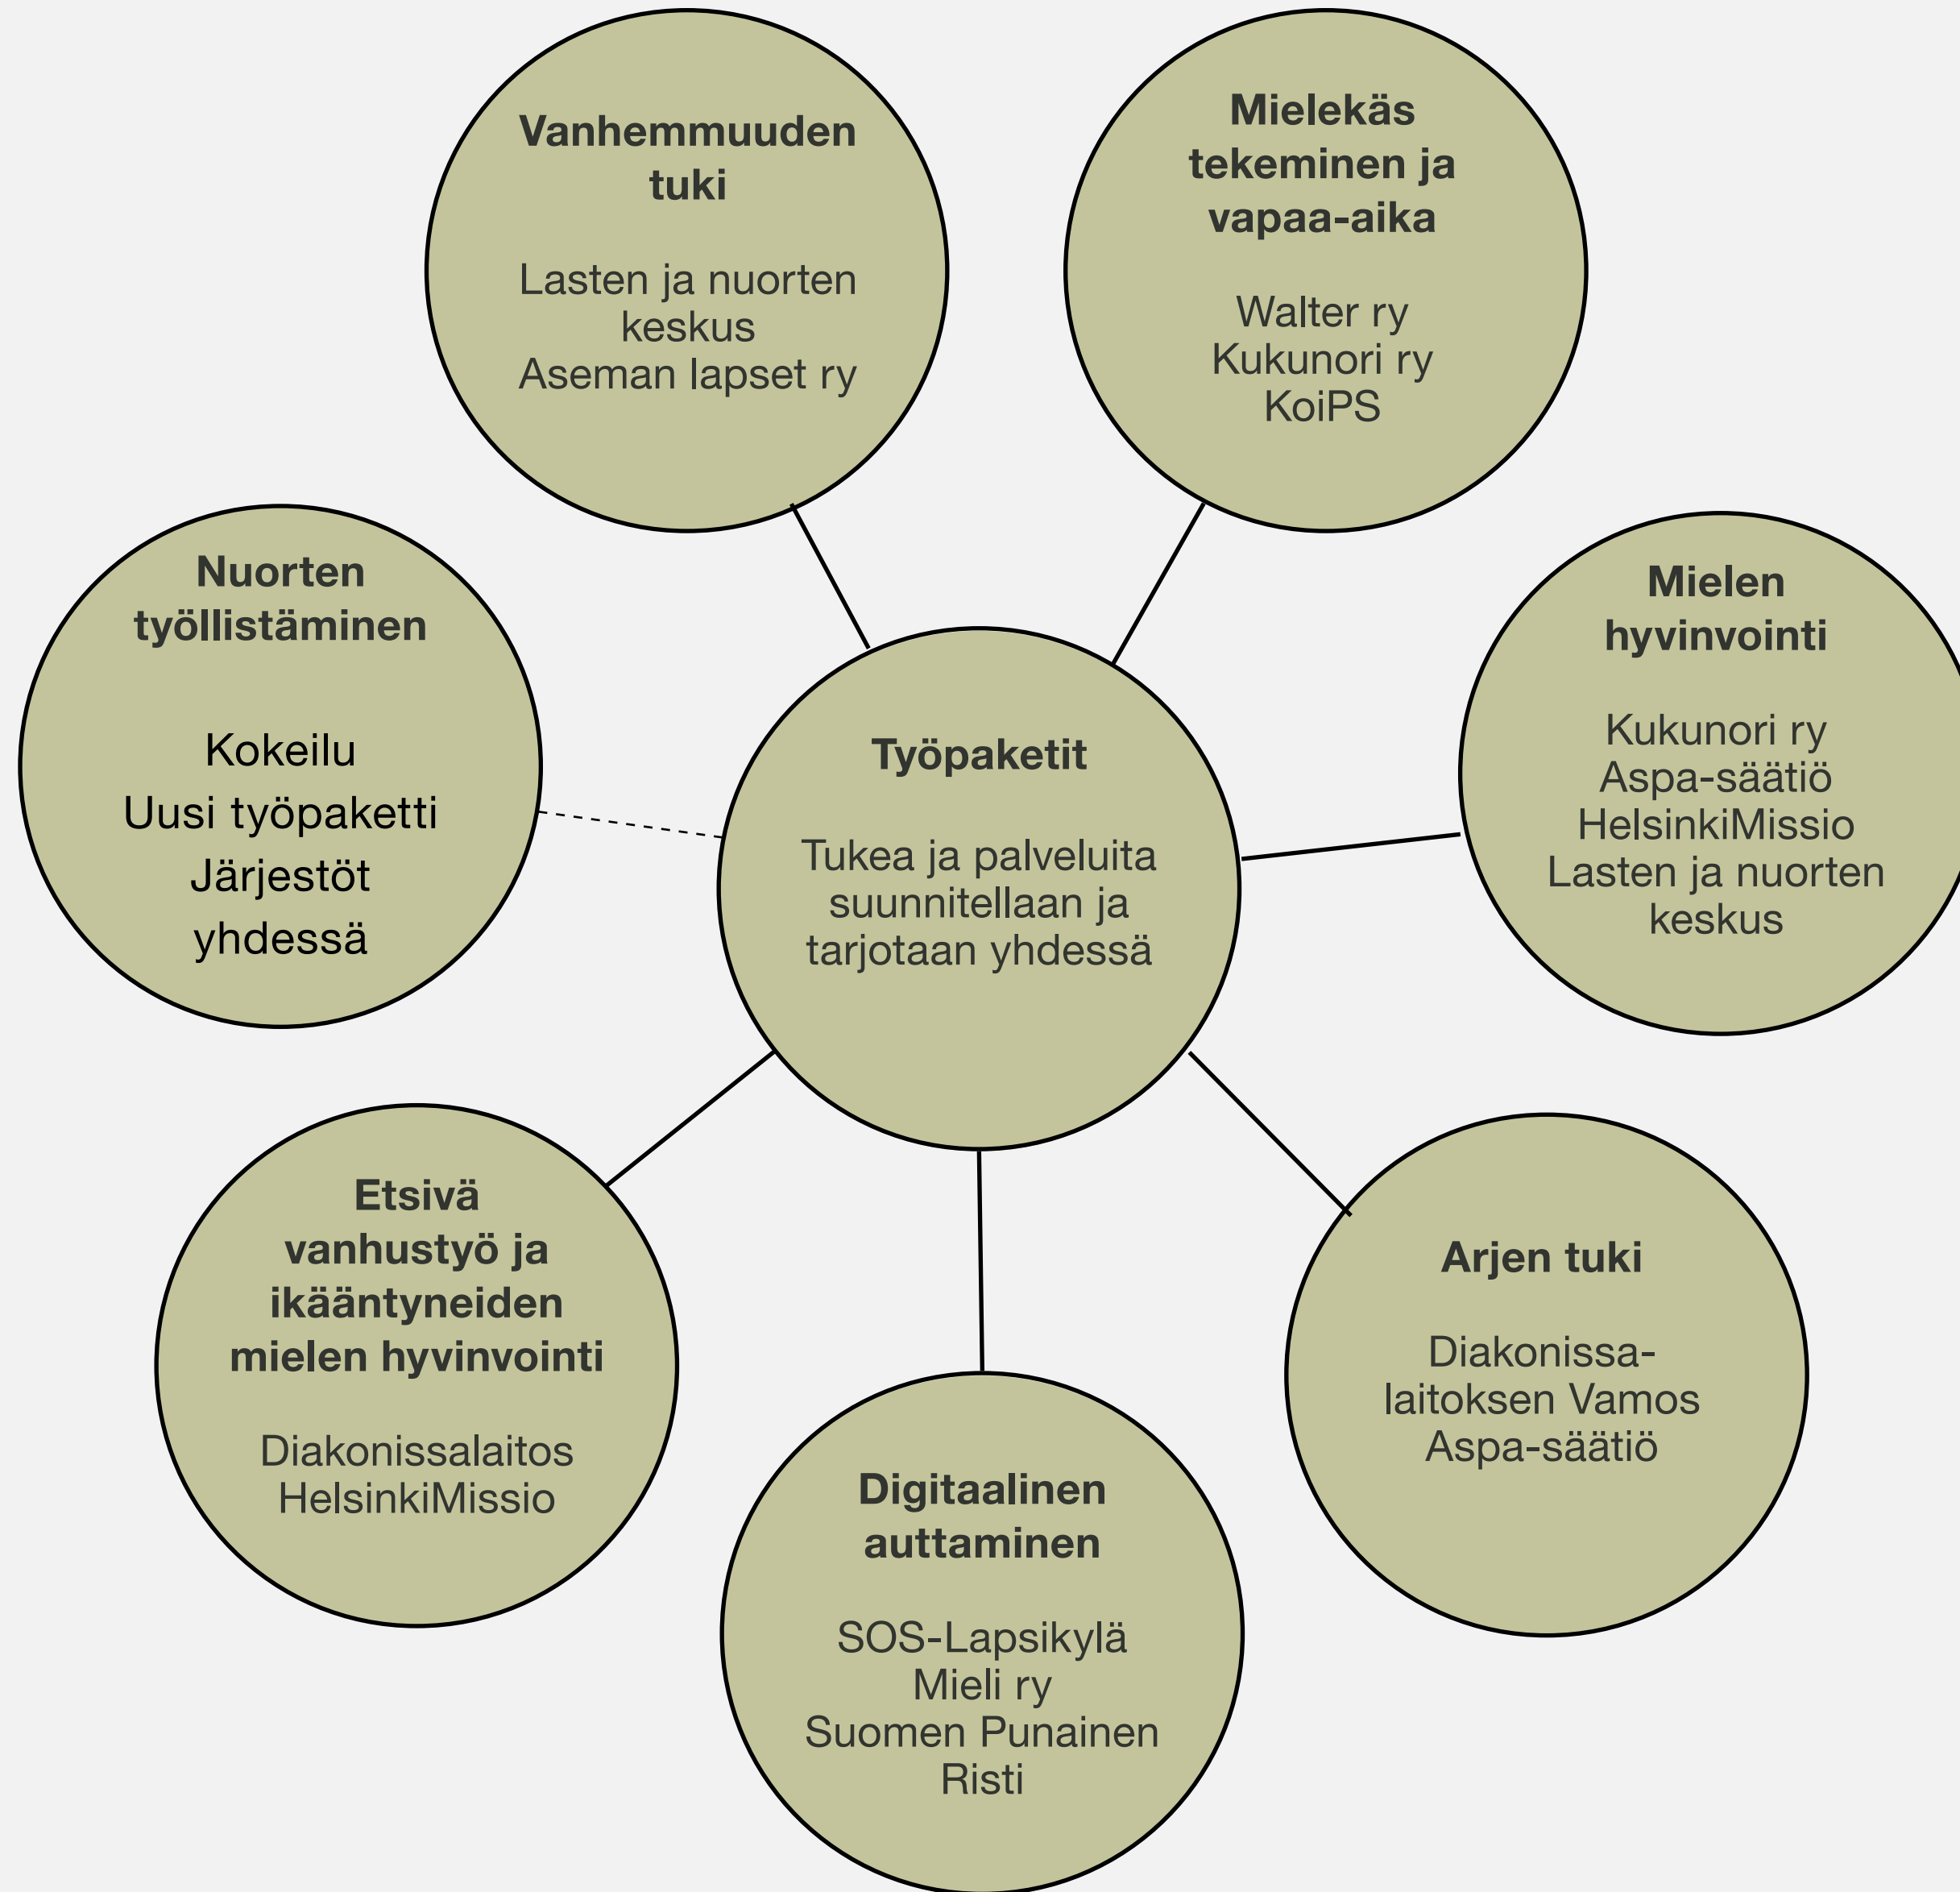 Vanhemmuuden
tuki
Lasten ja nuorten
keskus
Aseman lapset ry
Mielekäs
tekeminen ja
vapaa-aika
Walter ry
Kukunori ry
KoiPS
Nuorten
työllistäminen
Kokeilu
Uusi työpaketti
Järjestöt
yhdessä
Työpaketit
Tukea ja palveluita
suunnitellaan ja
tarjotaan yhdessä
Mielen
hyvinvointi
Kukunori ry
Aspa-säätiö
HelsinkiMissio
Lasten ja nuorten
keskus
Etsivä
vanhustyö ja
ikääntyneiden
mielen hyvinvointi
Diakonissalaitos
HelsinkiMissio
Digitaalinen
auttaminen
SOS-Lapsikylä
Mieli ry
Suomen Punainen
Risti
Arjen tuki
Diakonissa-
laitoksen Vamos
Aspa-säätiö